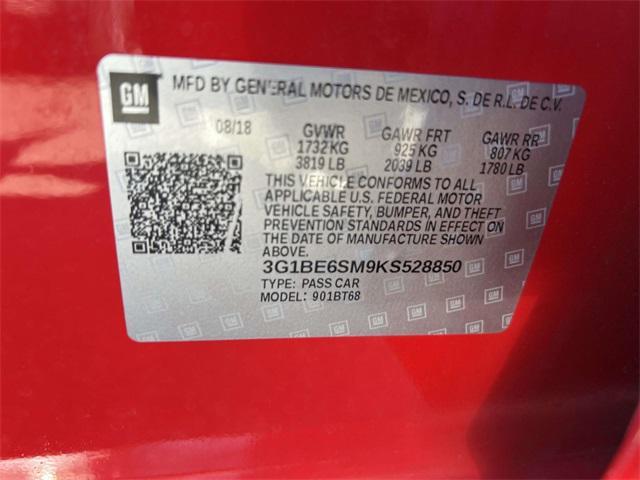 GM
MFD BY GENERAL MOTORS DE MEXICO, S. DE R.L. DE C.V.
08/18 GVWR GAWR FRT GAWR RR
1732 KG 925 KG 807 KG
3819 LB 2039 LB 1780 LB
THIS VEHICLE CONFORMS TO ALL
APPLICABLE U.S. FEDERAL MOTOR
VEHICLE SAFETY, BUMPER, AND THEFT
PREVENTION STANDARDS IN EFFECT ON
THE DATE OF MANUFACTURE SHOWN
ABOVE.
3G1BE6SM9KS528850
TYPE: PASS CAR
MODEL: 901BT68